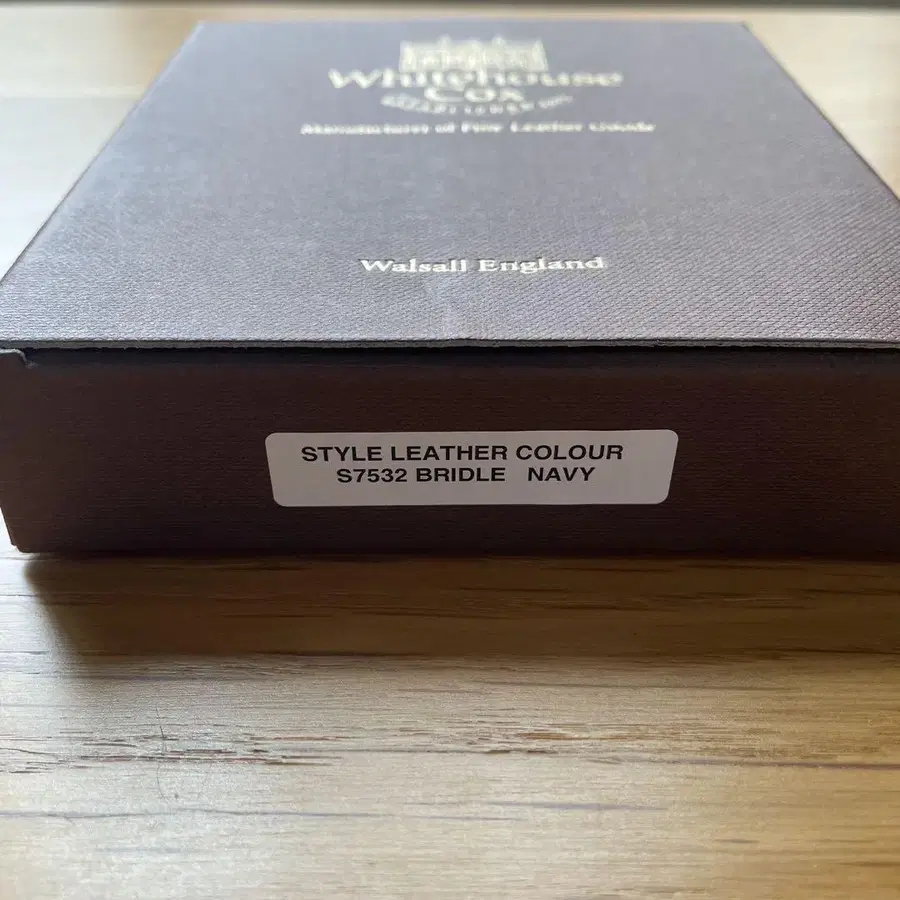 Whitehouse
Cox
Manufacturers of Fine Leather Goods
Walsall England
STYLE LEATHER COLOUR
S7532 BRIDLE NAVY